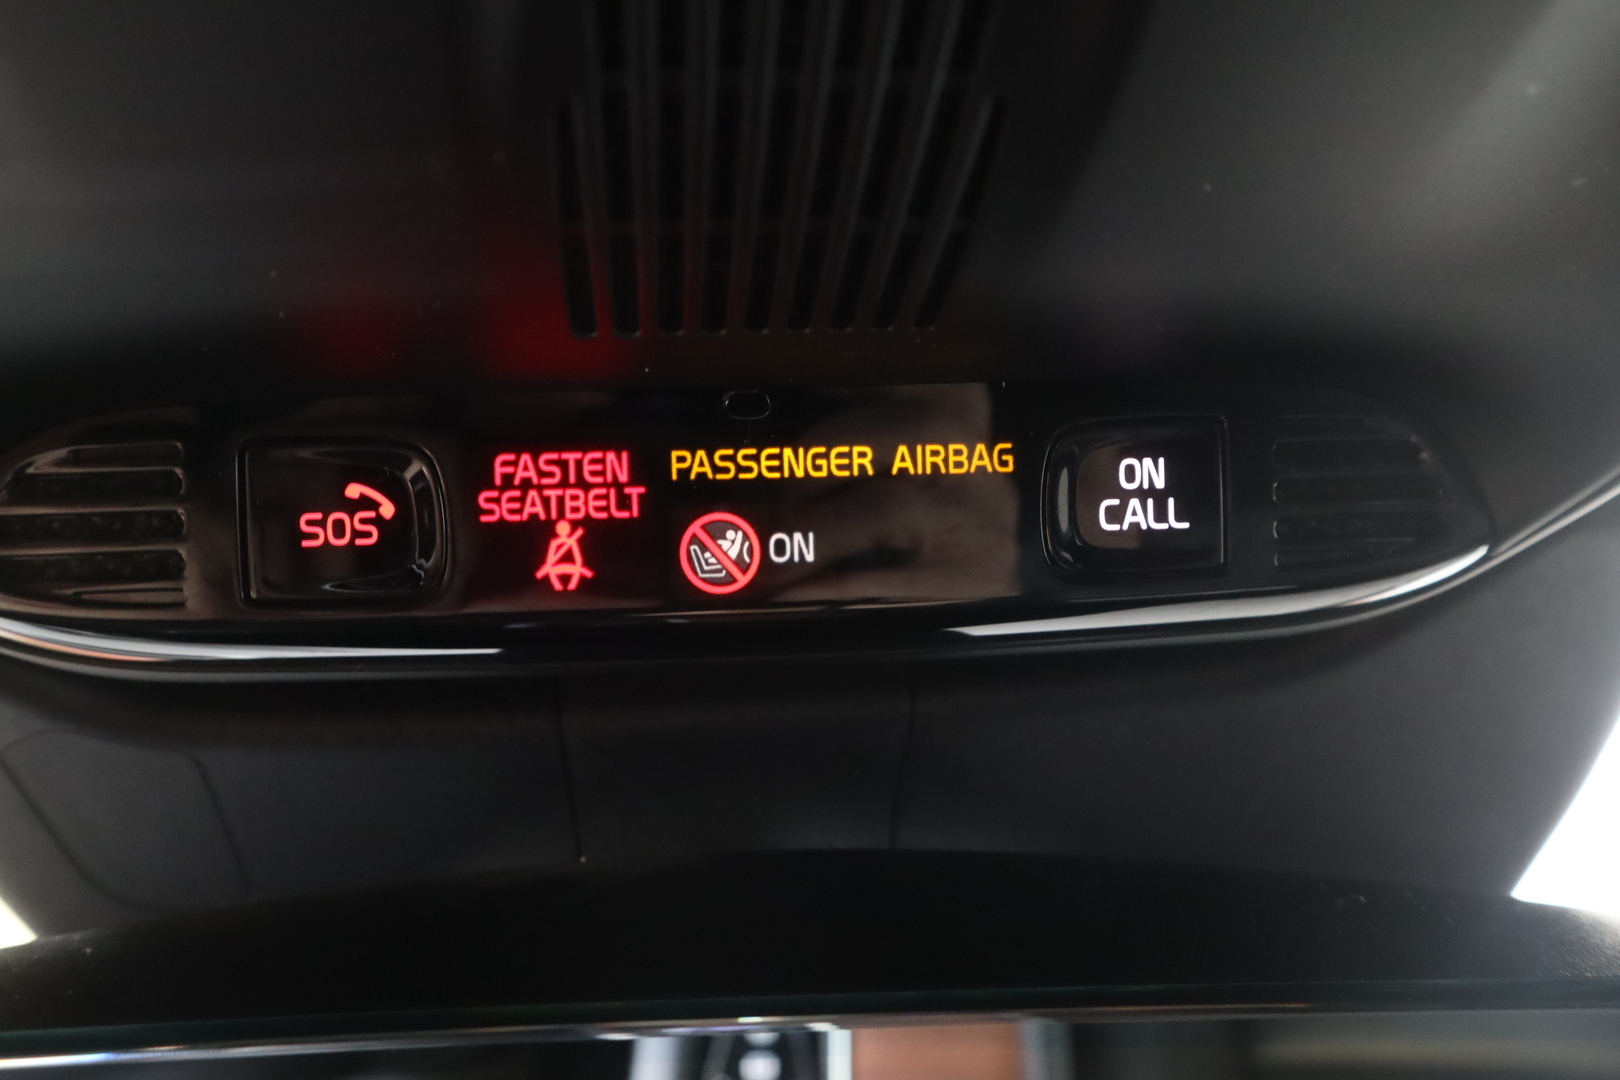 SOS
FASTEN
SEATBELT
PASSENGER AIRBAG
ON
ON
CALL